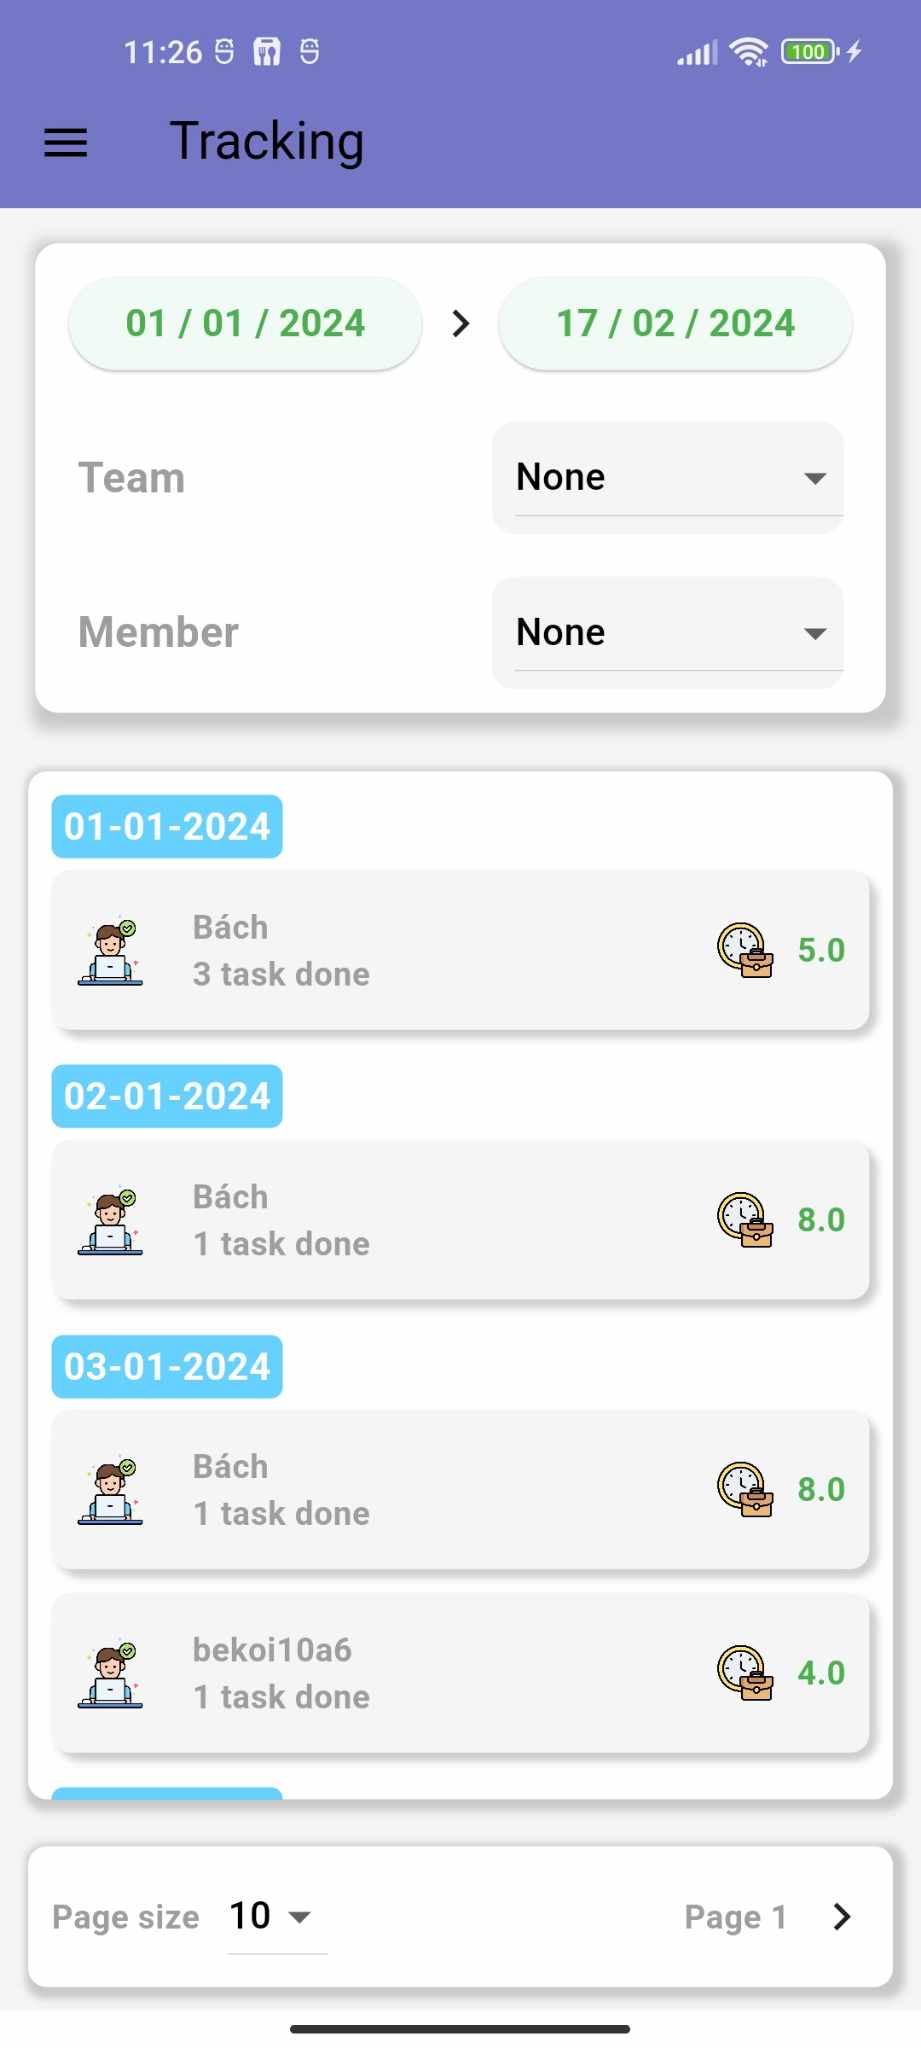 11:26
100
Tracking
01 / 01 / 2024
17 / 02 / 2024
Team
None
Member
None
01-01-2024
Bách
3 task done
5.0
02-01-2024
Bách
1 task done
8.0
03-01-2024
Bách
1 task done
8.0
bekoi10a6
1 task done
4.0
Page size 10
Page 1